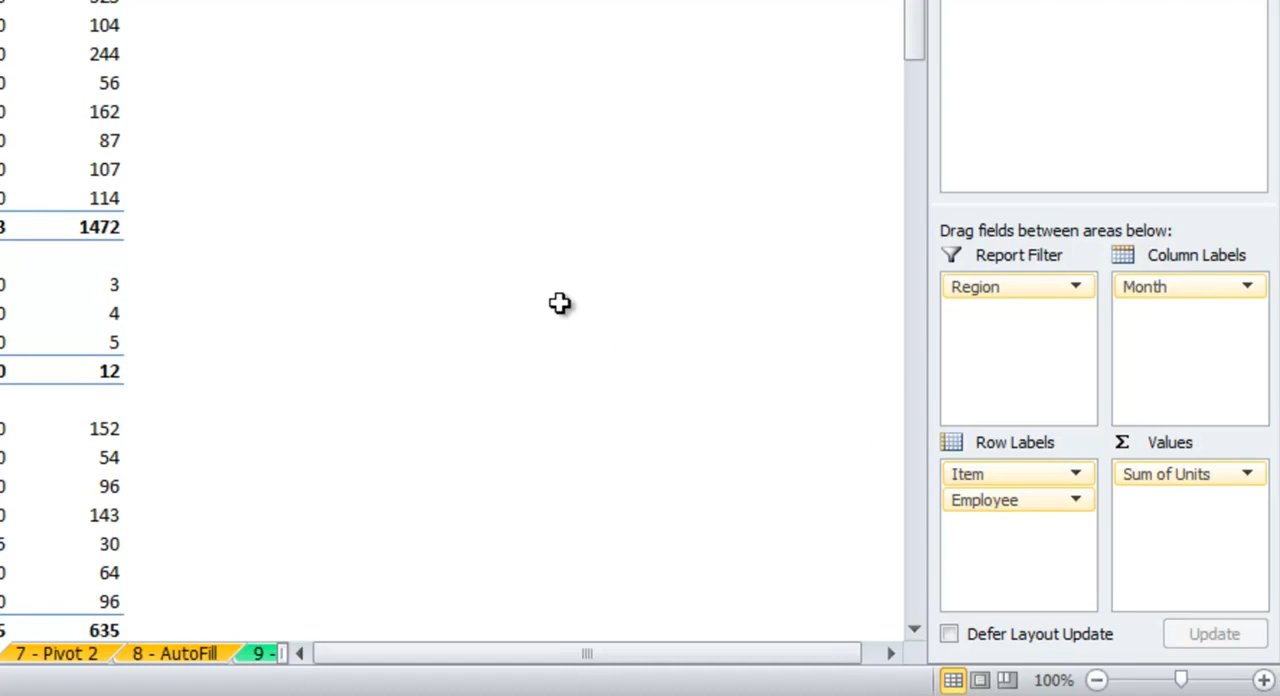 104
244
56
162
87
107
114
1472
3
4
5
12
152
54
96
143
30
64
96
635
Drag fields between areas below:
Report Filter
Column Labels
Region
Month
Row Labels
Σ Values
Item
Sum of Units
Employee
Defer Layout Update
Update
7 - Pivot 2
8 - AutoFill
9 -
100%